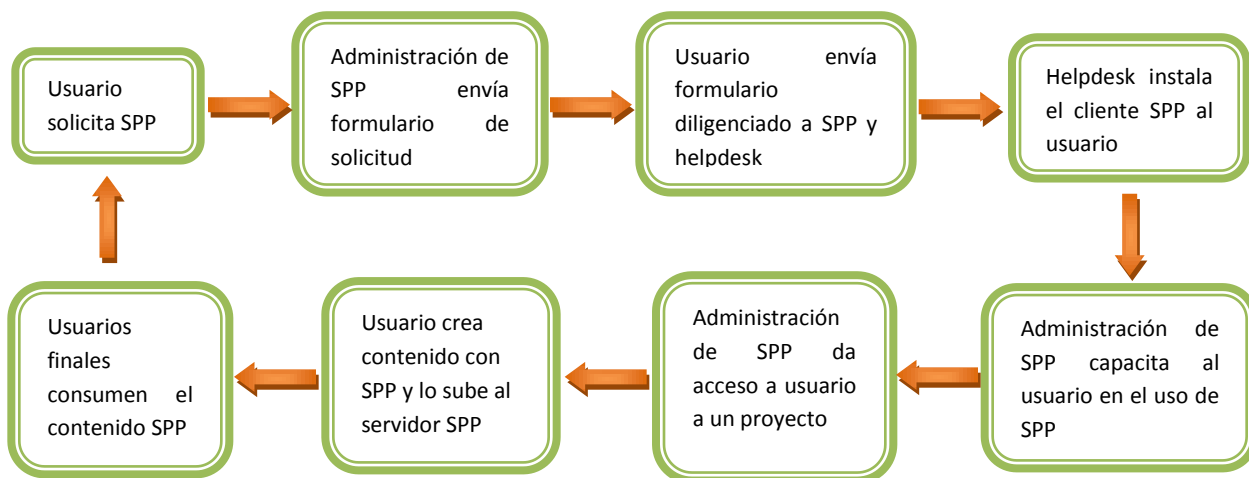 Usuario
solicita SPP
Administración de
SPP envía
formulario de
solicitud
Usuario envía
formulario
diligenciado a SPP y
helpdesk
Helpdesk instala
el cliente SPP al
usuario
Administración de
SPP capacita al
usuario en el uso de
SPP
Administración
de SPP da
acceso a usuario
a un proyecto
Usuario crea
contenido con
SPP y lo sube al
servidor SPP
Usuarios
finales
consumen el
contenido SPP